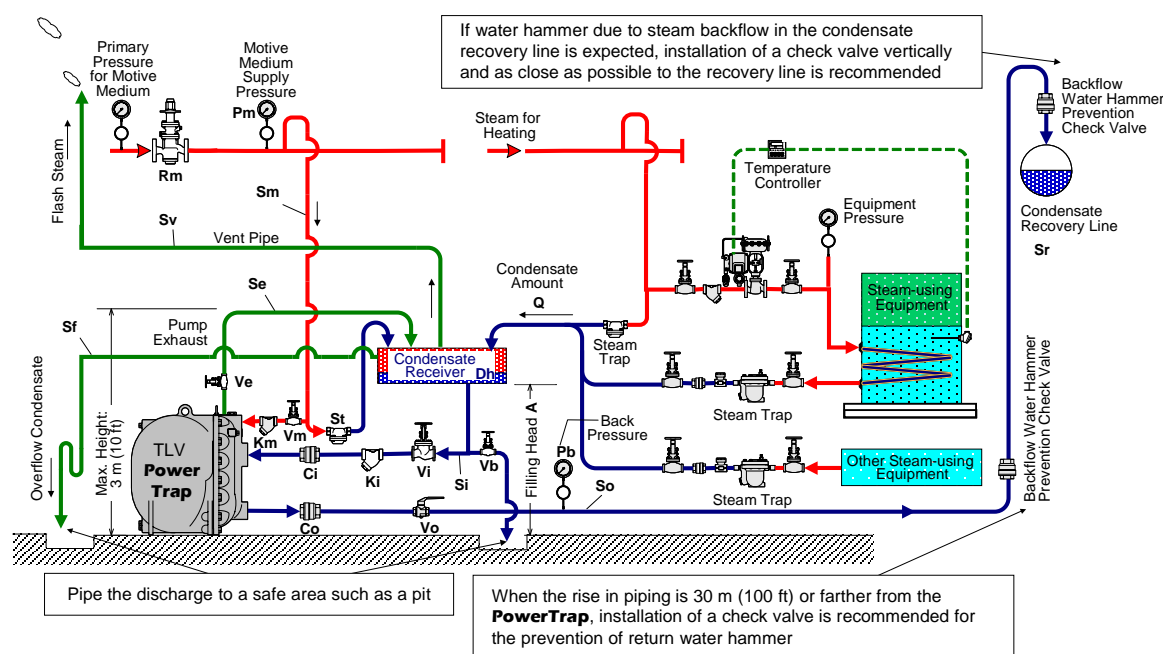 If water hammer due to steam backflow in the condensate
recovery line is expected, installation of a check valve vertically
and as close as possible to the recovery line is recommended
Primary
Pressure
for Motive
Medium
Motive
Medium
Supply
Pressure
Pm
Rm
Steam for
Heating
Temperature
Controller
Backflow
Water Hammer
Prevention
Check Valve
Condensate
Recovery Line
Sr
Flash Steam
Sv
Vent Pipe
Sm
Equipment
Pressure
Steam-using
Equipment
Condensate
Amount
Q
Se
Pump
Exhaust
Sf
Steam
Trap
Condensate
Receiver
Dh
Ve
Max. Height:
3 m (10 ft)
Overflow Condensate
TLV
Power
Trap
Km
Vm
St
Ci
Ki
Vi
Si
Vb
Filling Head A
Back
Pressure
Pb
So
Steam Trap
Steam Trap
Other Steam-using
Equipment
Backflow Water Hammer
Prevention Check Valve
Co
Vo
Pipe the discharge to a safe area such as a pit
When the rise in piping is 30 m (100 ft) or farther from the
PowerTrap, installation of a check valve is recommended for
the prevention of return water hammer